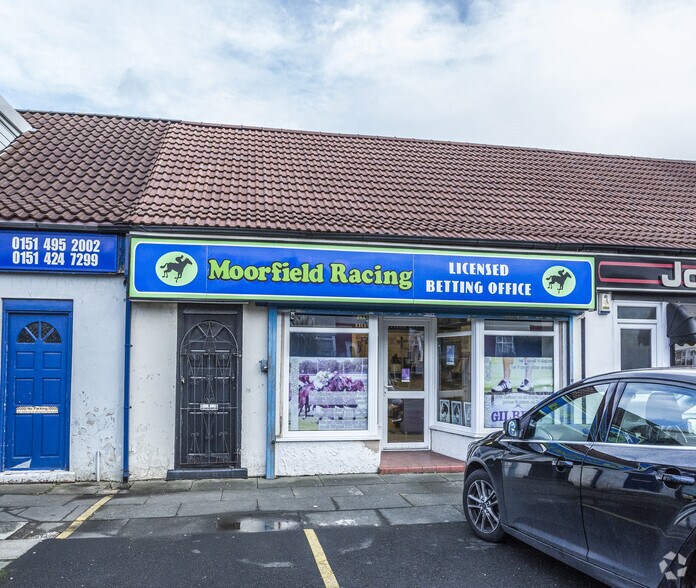 0151 495 2002
0151 424 7299
Moorfield Racing
LICENSED
BETTING OFFICE